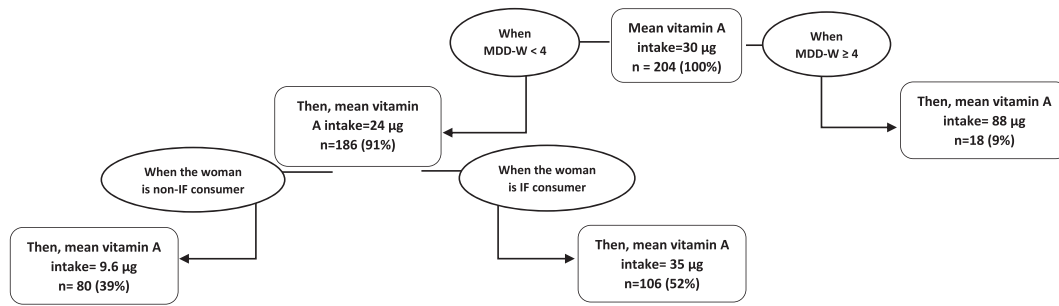 When
MDD-W < 4
Mean vitamin A
intake=30 µg
n = 204 (100%)
When
MDD-W ≥ 4
Then, mean vitamin
A intake=24 µg
n=186 (91%)
Then, mean vitamin A
intake= 88 µg
n=18 (9%)
When the woman
is non-IF consumer
When the woman
is IF consumer
Then, mean vitamin A
intake= 9.6 µg
n= 80 (39%)
Then, mean vitamin A
intake= 35 µg
n=106 (52%)